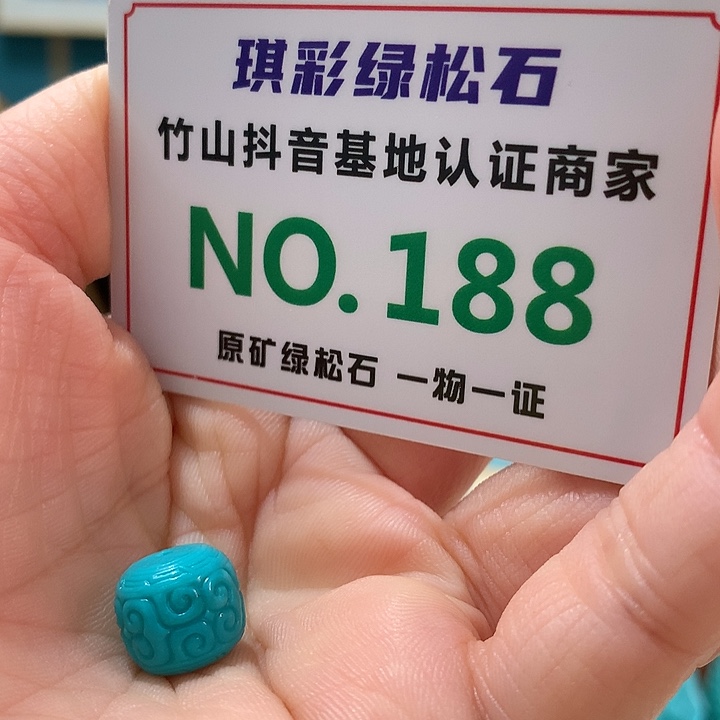 琪彩绿松石
竹山抖音基地认证商家
NO.188
原矿绿松石 一物一证